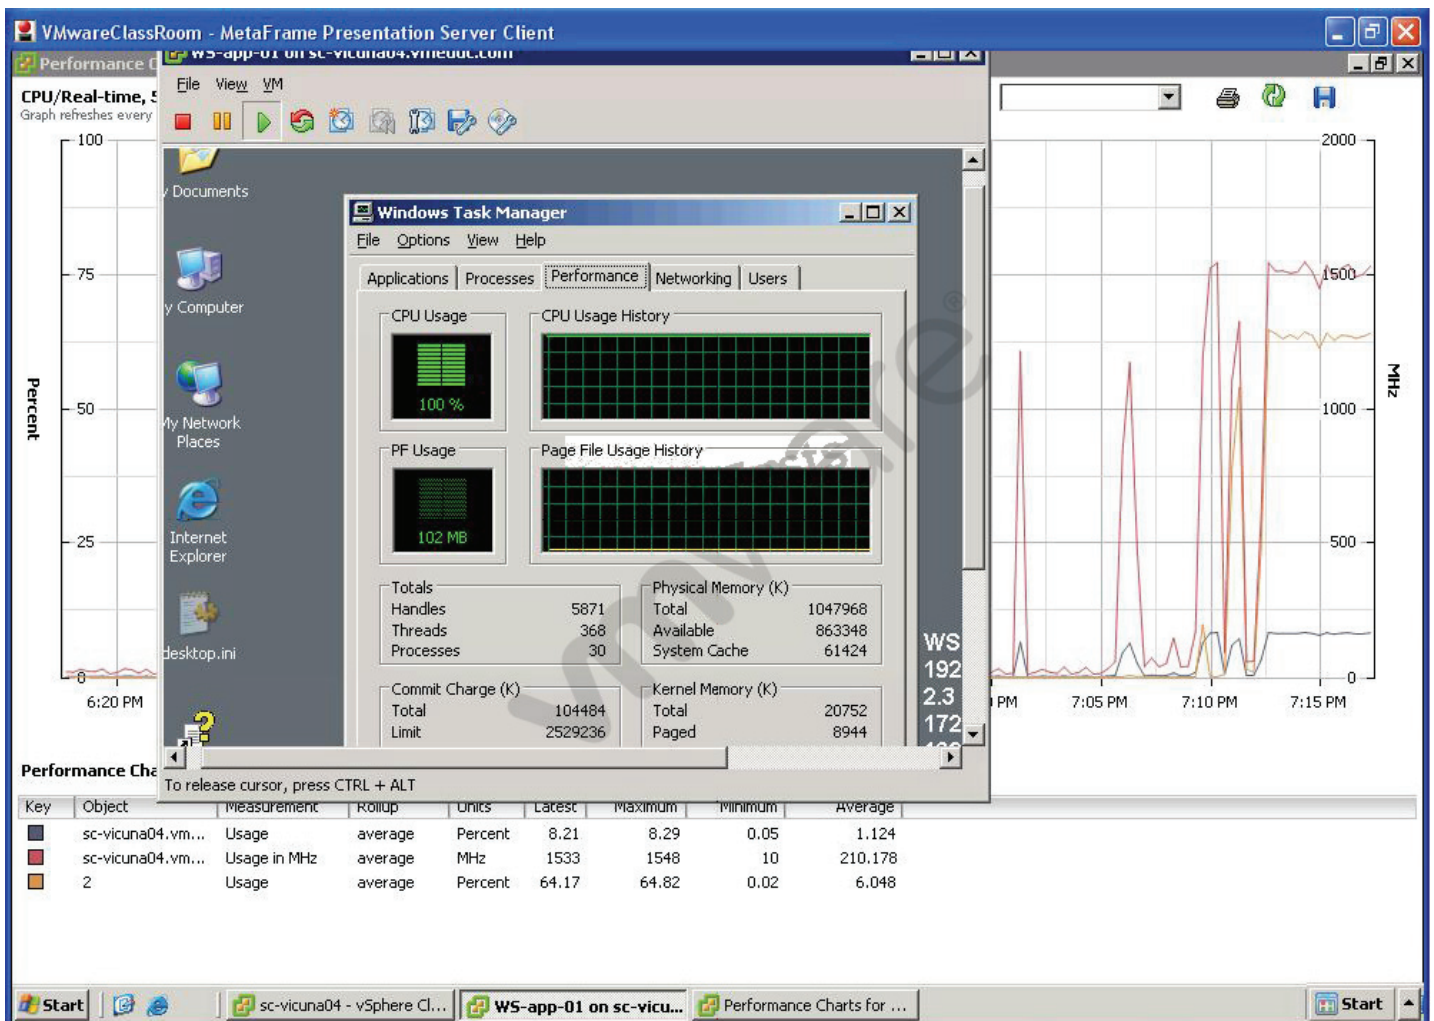 VMwareClassRoom - MetaFrame Presentation Server Client
Performance C
WS-app-01 on sc-vicuna04.vmeduc.com
File View VM
CPU/Real-time, 5
Graph refreshes every
100
75
50
25
0
Percent
2000
1500
1000
500
0
MHz
6:20 PM
PM
7:05 PM
7:10 PM
7:15 PM
y Documents
y Computer
My Network
Places
Internet
Explorer
desktop.ini
Windows Task Manager
File Options View Help
Applications Processes Performance Networking Users
CPU Usage
CPU Usage History
100 %
PF Usage
Page File Usage History
102 MB
Totals
Handles 5871
Threads 368
Processes 30
Physical Memory (K)
Total 1047968
Available 863348
System Cache 61424
Commit Charge (K)
Total 104484
Limit 2529236
Kernel Memory (K)
Total 20752
Paged 8944
WS
192
2.3
172
vmware®
To release cursor, press CTRL + ALT
Performance Cha
Key Object Measurement Rollup Units Latest Maximum Minimum Average
sc-vicuna04.vm... Usage average Percent 8.21 8.29 0.05 1.124
sc-vicuna04.vm... Usage in MHz average MHz 1533 1548 10 210.178
2 Usage average Percent 64.17 64.82 0.02 6.048
Start
sc-vicuna04 - vSphere Cl...
WS-app-01 on sc-vicu...
Performance Charts for ...
Start